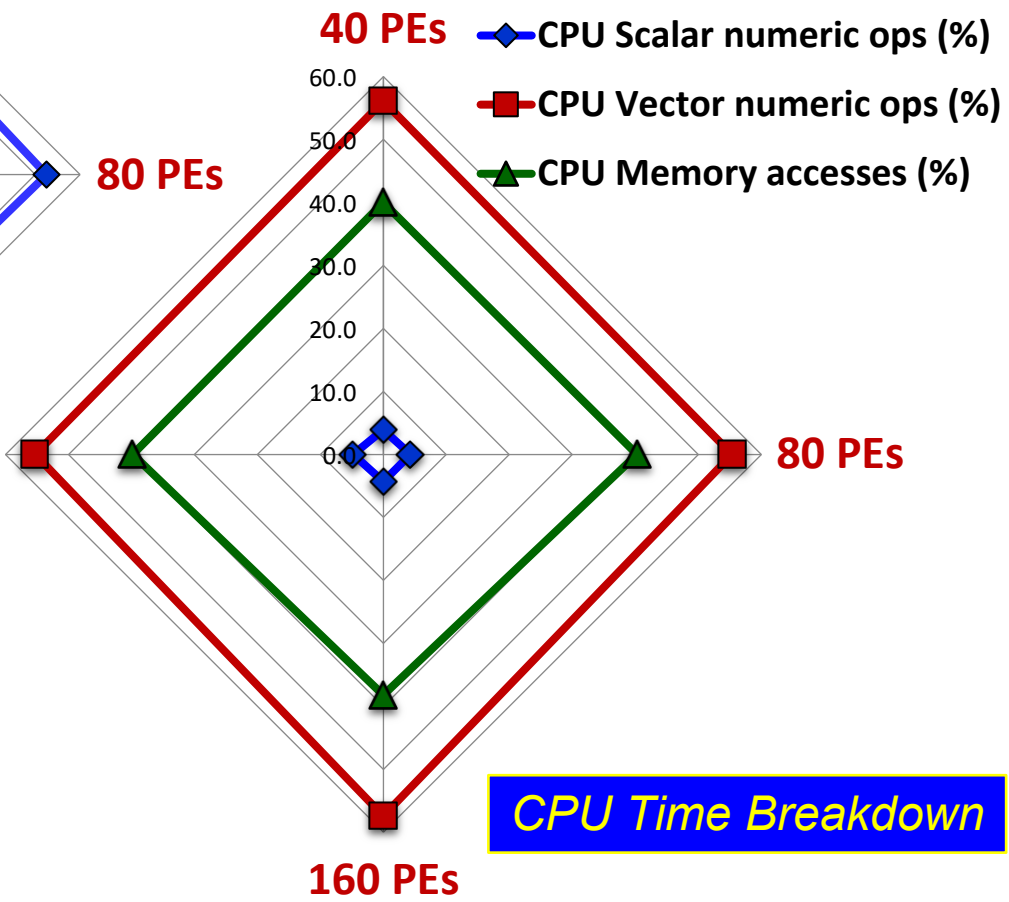 40 PEs
CPU Scalar numeric ops (%)
CPU Vector numeric ops (%)
CPU Memory accesses (%)
60.0
50.0
40.0
30.0
20.0
10.0
0.0
80 PEs
80 PEs
160 PEs
CPU Time Breakdown